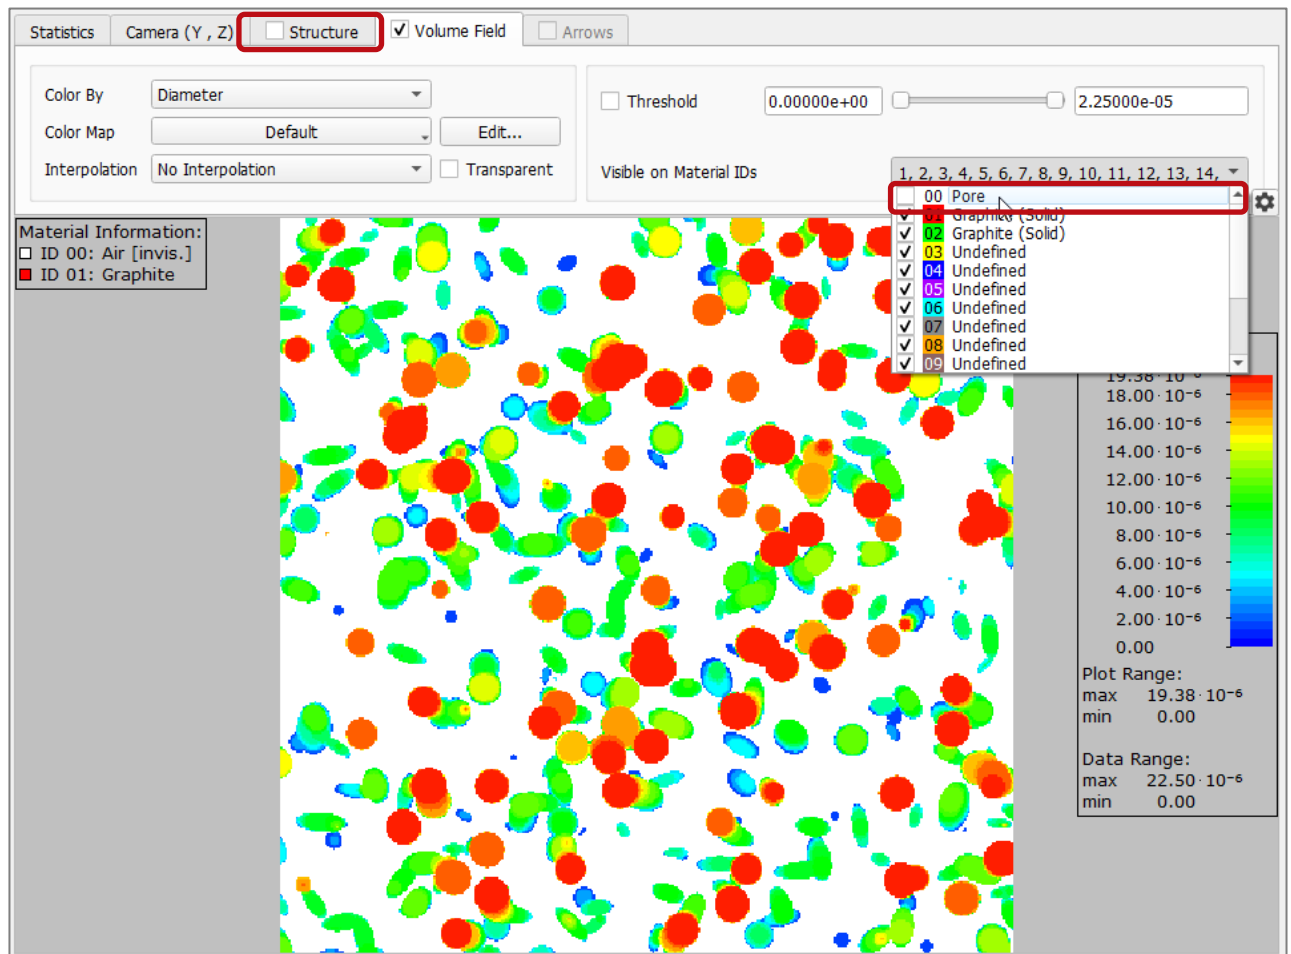 Statistics
Camera (Y , Z)
Structure
Volume Field
Arrows
Color By
Diameter
Color Map
Default
Edit...
Interpolation
No Interpolation
Transparent
Threshold
0.00000e+00
2.25000e-05
Visible on Material IDs
1, 2, 3, 4, 5, 6, 7, 8, 9, 10, 11, 12, 13, 14,
00 Pore
01 Graphite (Solid)
02 Graphite (Solid)
03 Undefined
04 Undefined
05 Undefined
06 Undefined
07 Undefined
08 Undefined
09 Undefined
Material Information:
ID 00: Air [invis.]
ID 01: Graphite
19.38·10⁻⁶
18.00·10⁻⁶
16.00·10⁻⁶
14.00·10⁻⁶
12.00·10⁻⁶
10.00·10⁻⁶
8.00·10⁻⁶
6.00·10⁻⁶
4.00·10⁻⁶
2.00·10⁻⁶
0.00
Plot Range:
max 19.38·10⁻⁶
min 0.00
Data Range:
max 22.50·10⁻⁶
min 0.00